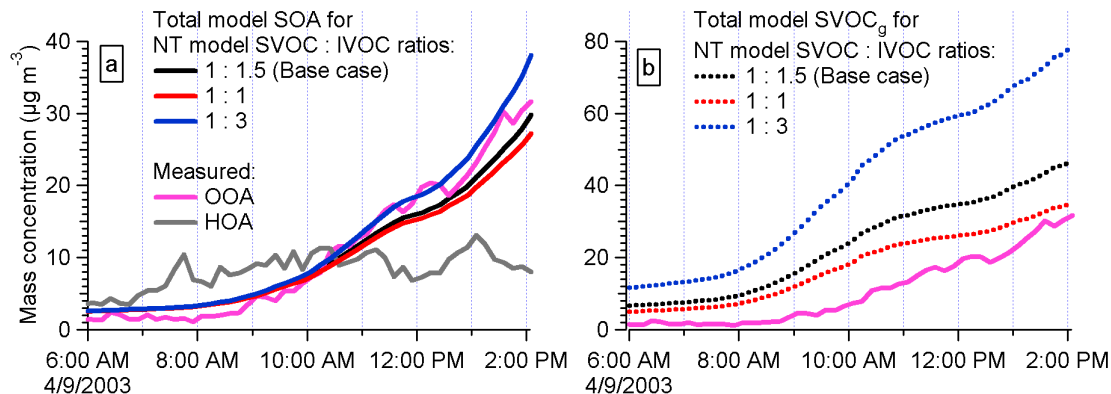 Total model SOA for
NT model SVOC : IVOC ratios:
1 : 1.5 (Base case)
1 : 1
1 : 3
Measured:
OOA
HOA
a
Mass concentration (µg m⁻³)
40
30
20
10
0
6:00 AM
8:00 AM
10:00 AM
12:00 PM
2:00 PM
4/9/2003
Total model SVOCg for
NT model SVOC : IVOC ratios:
1 : 1.5 (Base case)
1 : 1
1 : 3
b
80
60
40
20
0
6:00 AM
8:00 AM
10:00 AM
12:00 PM
2:00 PM
4/9/2003